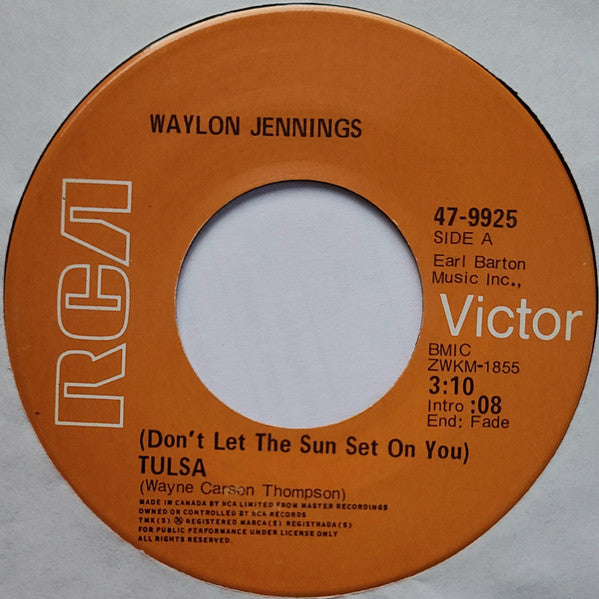 WAYLON JENNINGS
RCA
47-9925
SIDE A
Earl Barton
Music Inc.,
Victor
BMIC
ZWKM-1855
3:10
Intro :08
End: Fade
(Don't Let The Sun Set On You)
TULSA
(Wayne Carson Thompson)
MADE IN CANADA BY RCA LIMITED FROM MASTER RECORDINGS
OWNED OR CONTROLLED BY RCA RECORDS
TMK(S) ® REGISTERED MARCA(S) REGISTRADA(S)
FOR PUBLIC PERFORMANCE UNDER LICENSE ONLY
ALL RIGHTS RESERVED.